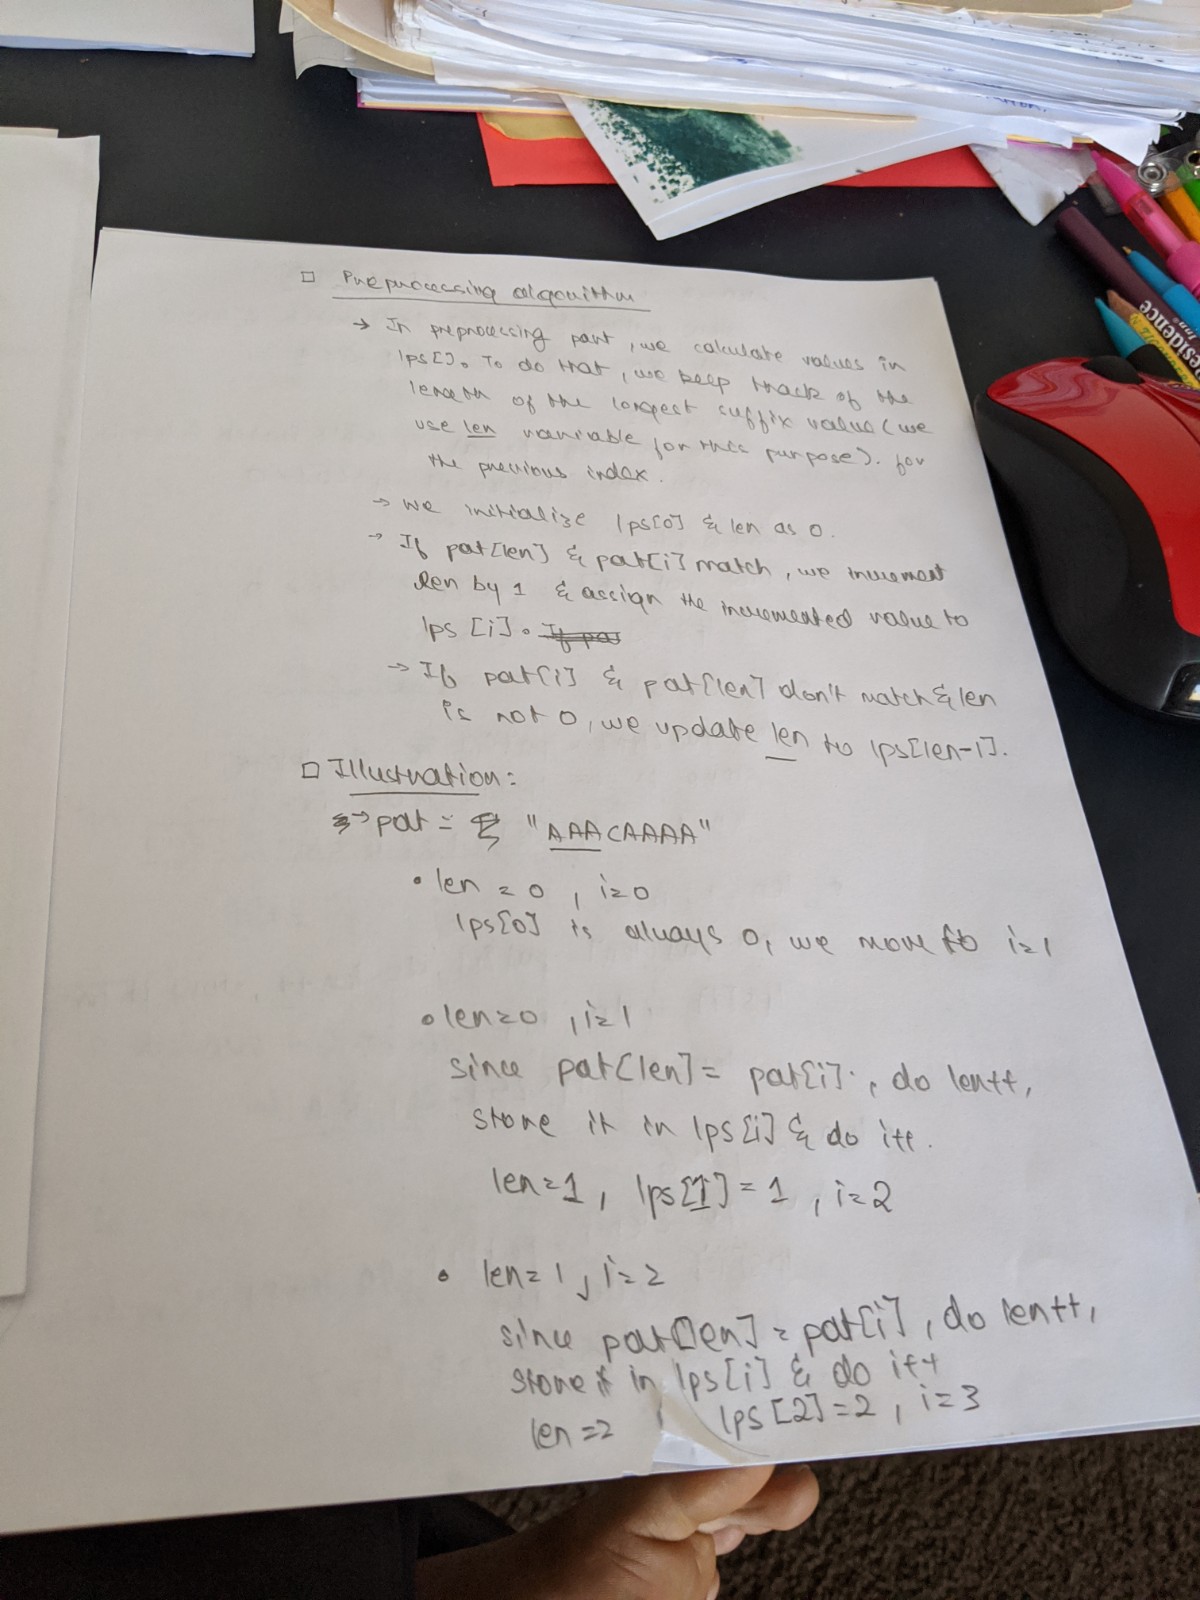 □ Preprocessing algorithm
→ In preprocessing part, we calculate values in
lps[]. To do that, we keep track of the
length of the longest suffix value (we
use len variable for this purpose). for
the previous index.
→ we initialize lps[0] & len as 0.
→ If pat[len] & pat[i] match, we increment
len by 1 & assign the incremented value to
lps[i]. If pat
→ If pat[i] & pat[len] don't match & len
is not 0, we update len to lps[len-1].
□ Illustration:
→ pat = "AAACAAAA"
• len = 0, i=0
lps[0] is always 0, we move to i=1
• len=0, i=1
since pat[len] = pat[i], do len++,
store it in lps[i] & do i++.
len=1, lps[1] = 1, i=2
• len=1, i=2
since pat[len] = pat[i], do len++,
store it in lps[i] & do i++
len=2 lps[2]=2, i=3
esidence